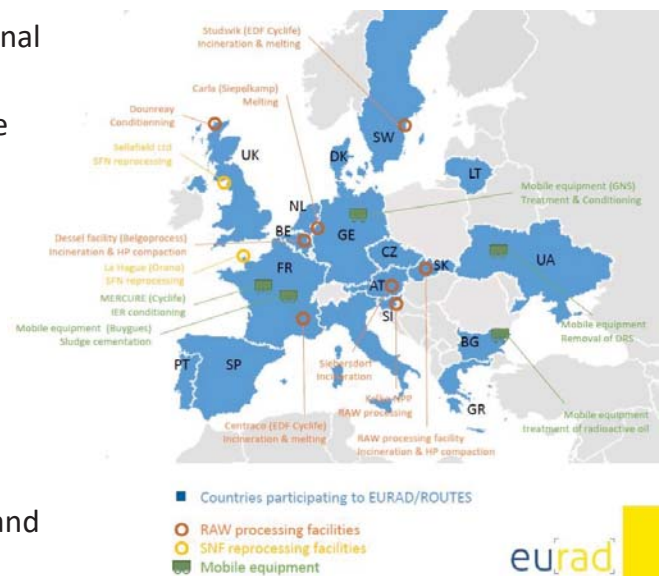 nal
e
and
Studsvik (EDF Cyclife)
Incineration & melting
Carla (Siepelkamp)
Melting
Dounreay
Conditionning
Sellafield Ltd
SFN reprocessing
UK
SW
DK
LT
Mobile equipment (GNS)
Treatment & Conditioning
NL
BE
GE
Dessel facility (Belgoprocess)
Incineration & HP compaction
CZ
SK
UA
La Hague (Orano)
SFN reprocessing
FR
AT
SI
MERCURE (Cyclife)
IER conditioning
Mobile equipment (Buygues)
Sludge cementation
Mobile equipment
Removal of DRS
BG
PT
SP
Siebersdorf
Incineration
NPP
RAW processing
GR
Mobile equipment
treatment of radioactive oil
Centraco (EDF Cyclife)
Incineration & melting
RAW processing facility
Incineration & HP compaction
Countries participating to EURAD/ROUTES
RAW processing facilities
SNF reprocessing facilities
Mobile equipment
eurad